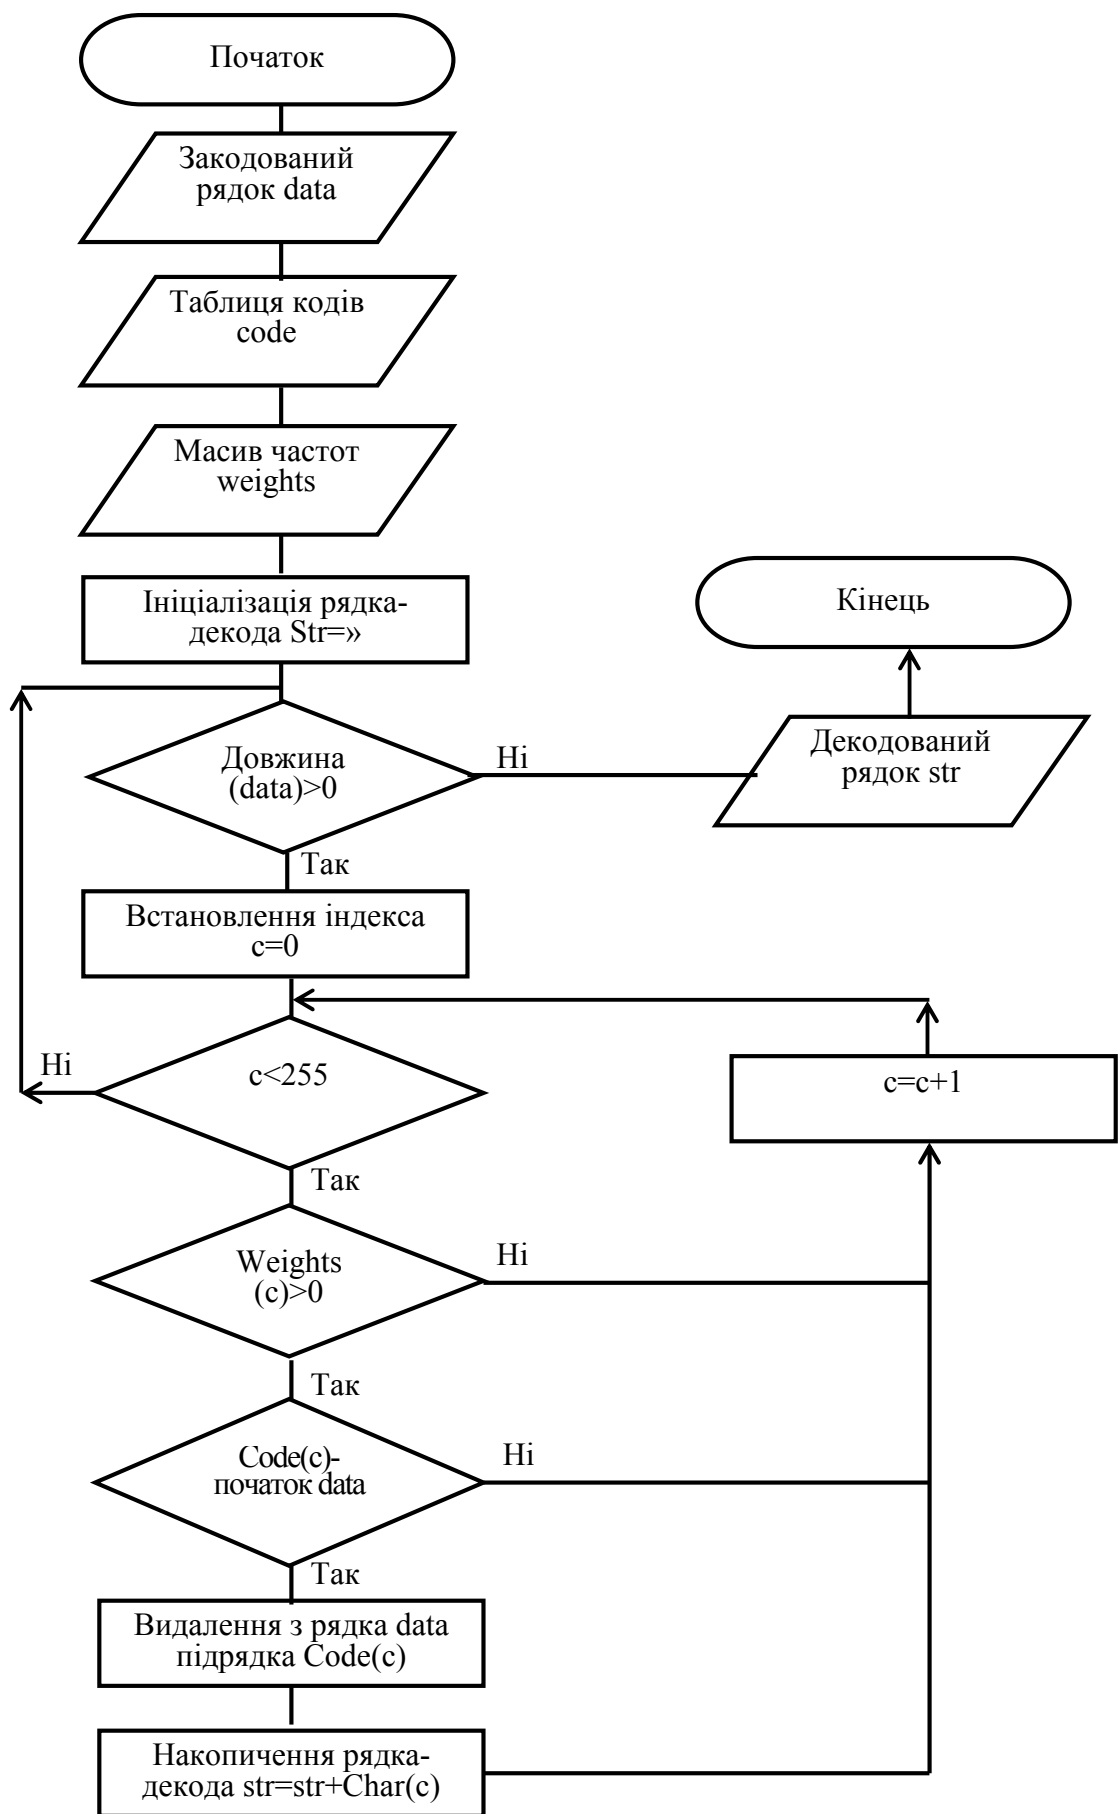 Початок
Закодований
рядок data
Таблиця кодів
code
Масив частот
weights
Ініціалізація рядка-
декода Str=»
Кінець
Довжина
(data)>0
Ні
Декодований
рядок str
Так
Встановлення індекса
c=0
Ні
c<255
c=c+1
Так
Weights
(c)>0
Ні
Так
Code(c)-
початок data
Ні
Так
Видалення з рядка data
підрядка Code(c)
Накопичення рядка-
декода str=str+Char(c)